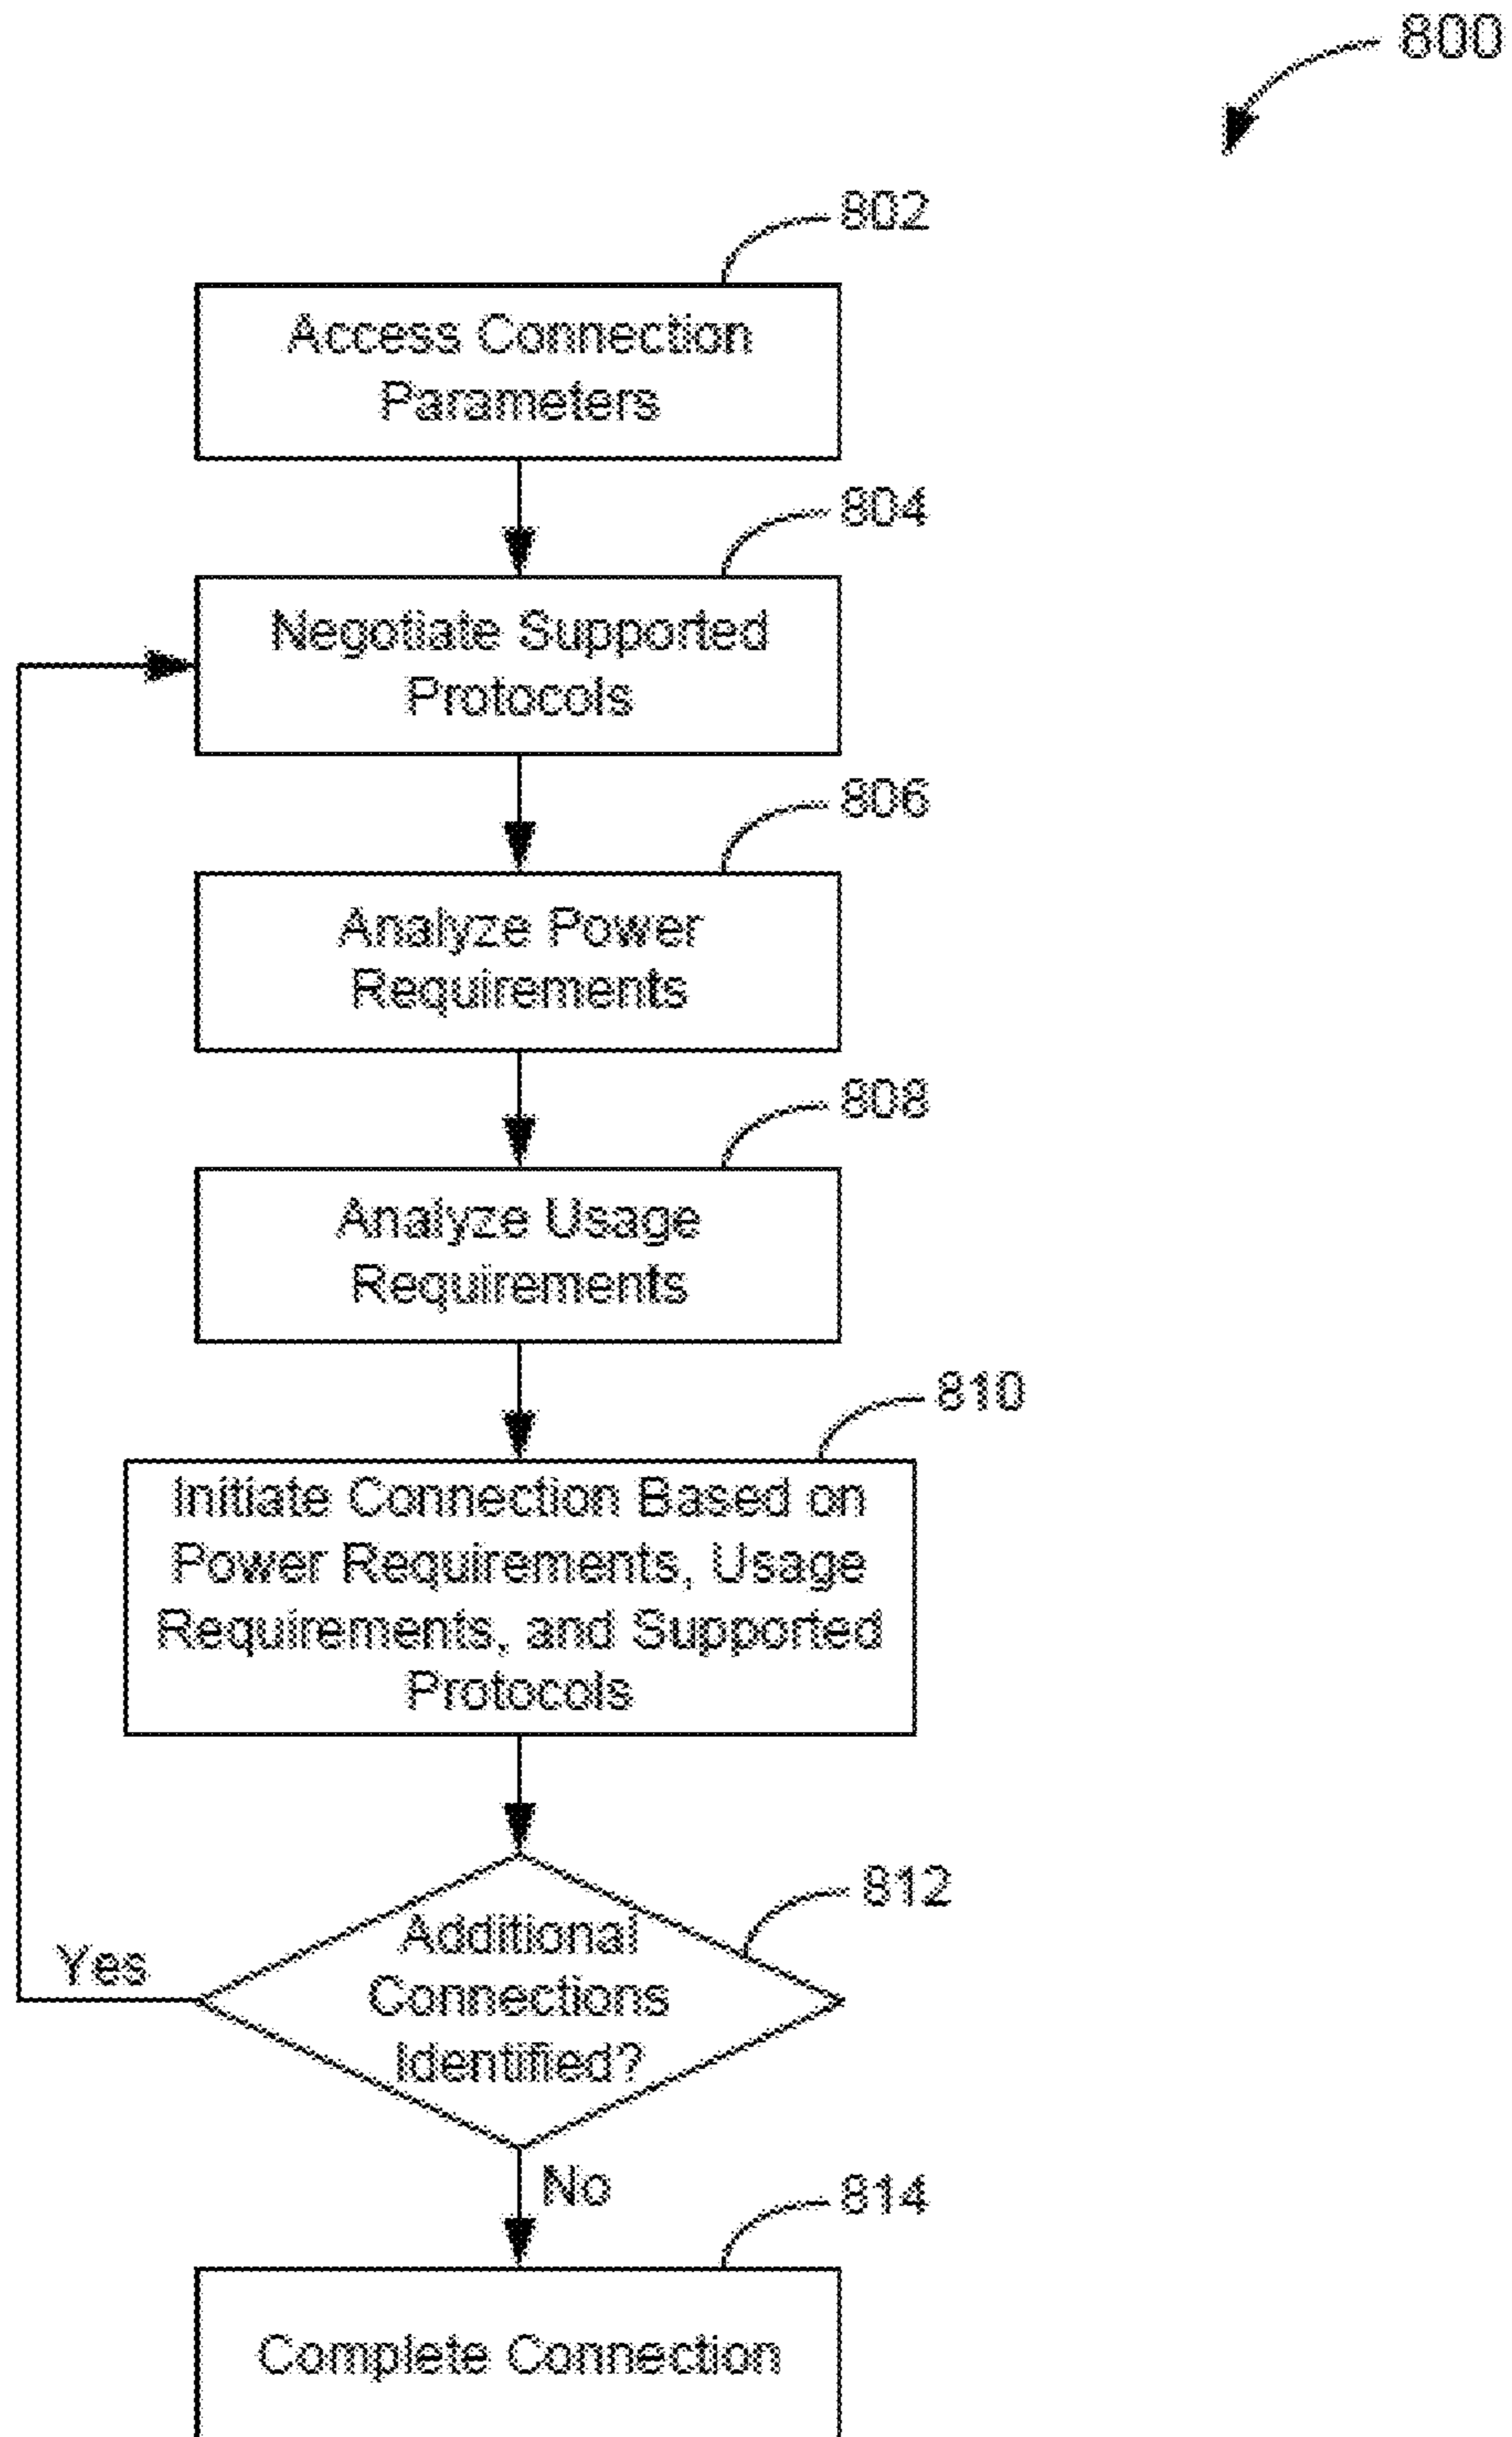 800
802
Access Connection
Parameters
804
Negotiate Supported
Protocols
806
Analyze Power
Requirements
808
Analyze Usage
Requirements
810
Initiate Connection Based on
Power Requirements, Usage
Requirements, and Supported
Protocols
812
Additional
Connections
Identified?
Yes
No
814
Complete Connection